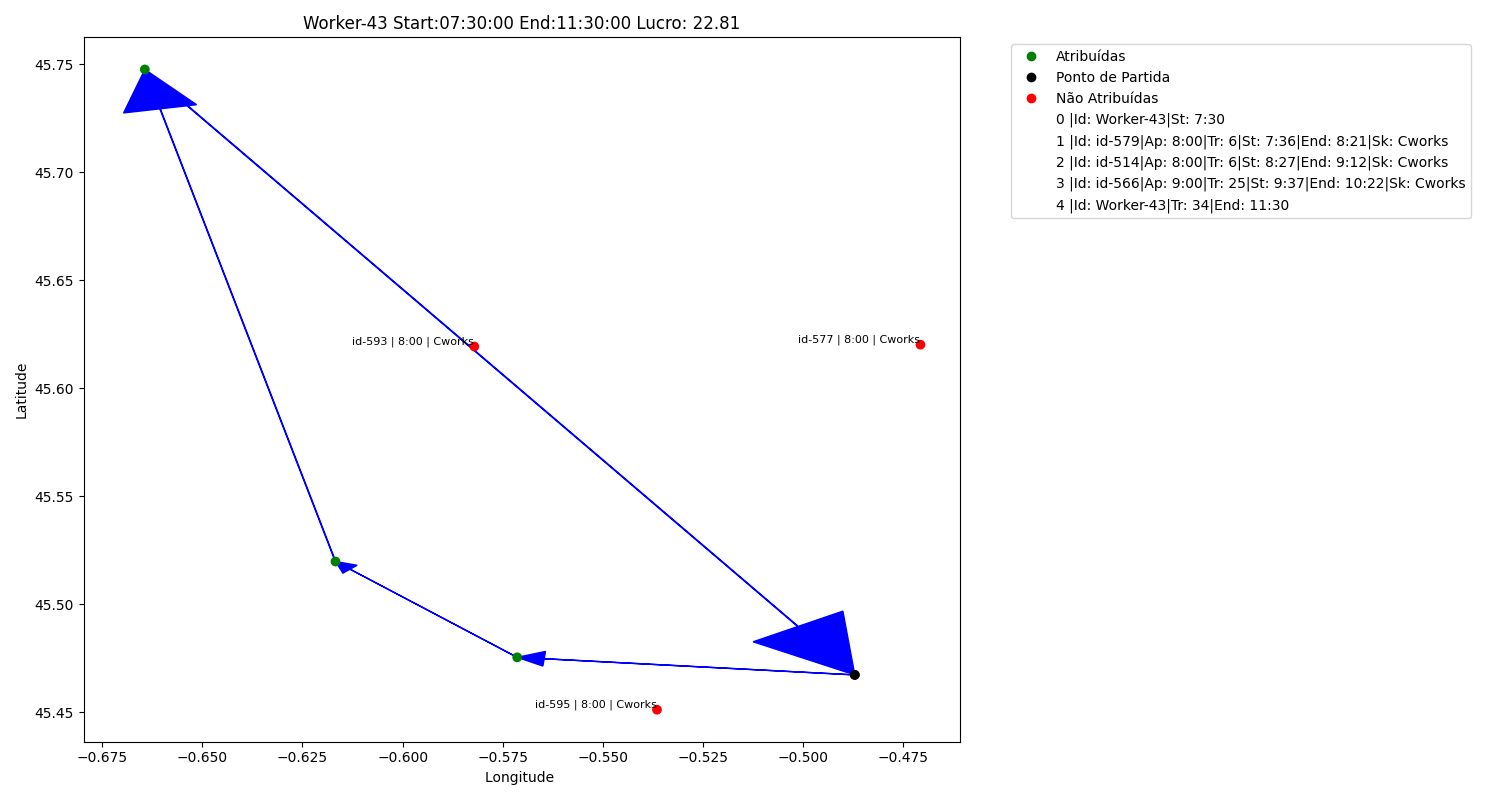 Worker-43 Start:07:30:00 End:11:30:00 Lucro: 22.81
Atribuídas
Ponto de Partida
Não Atribuídas
0 |Id: Worker-43|St: 7:30
1 |Id: id-579|Ap: 8:00|Tr: 6|St: 7:36|End: 8:21|Sk: Cworks
2 |Id: id-514|Ap: 8:00|Tr: 6|St: 8:27|End: 9:12|Sk: Cworks
3 |Id: id-566|Ap: 9:00|Tr: 25|St: 9:37|End: 10:22|Sk: Cworks
4 |Id: Worker-43|Tr: 34|End: 11:30
Latitude
45.75
45.70
45.65
45.60
45.55
45.50
45.45
id-593 | 8:00 | Cworks
id-577 | 8:00 | Cworks
id-595 | 8:00 | Cworks
−0.675
−0.650
−0.625
−0.600
−0.575
−0.550
−0.525
−0.500
−0.475
Longitude